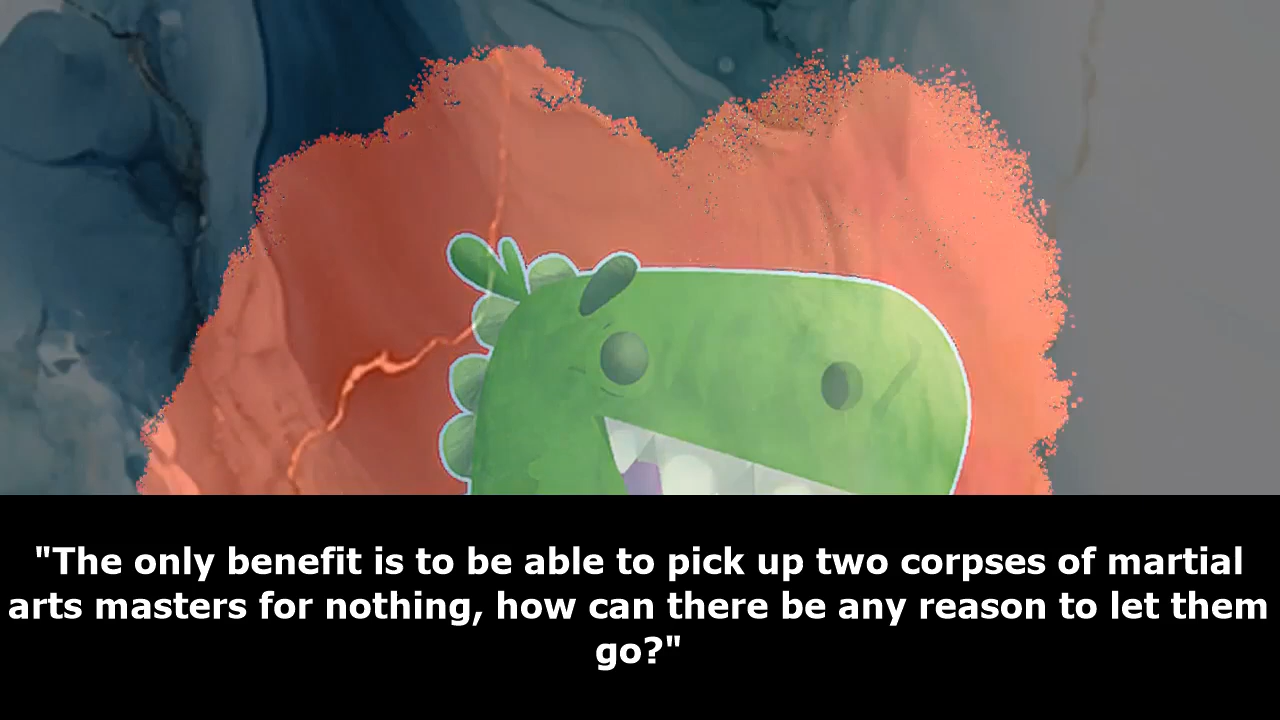 "The only benefit is to be able to pick up two corpses of martial
arts masters for nothing, how can there be any reason to let them
go?"